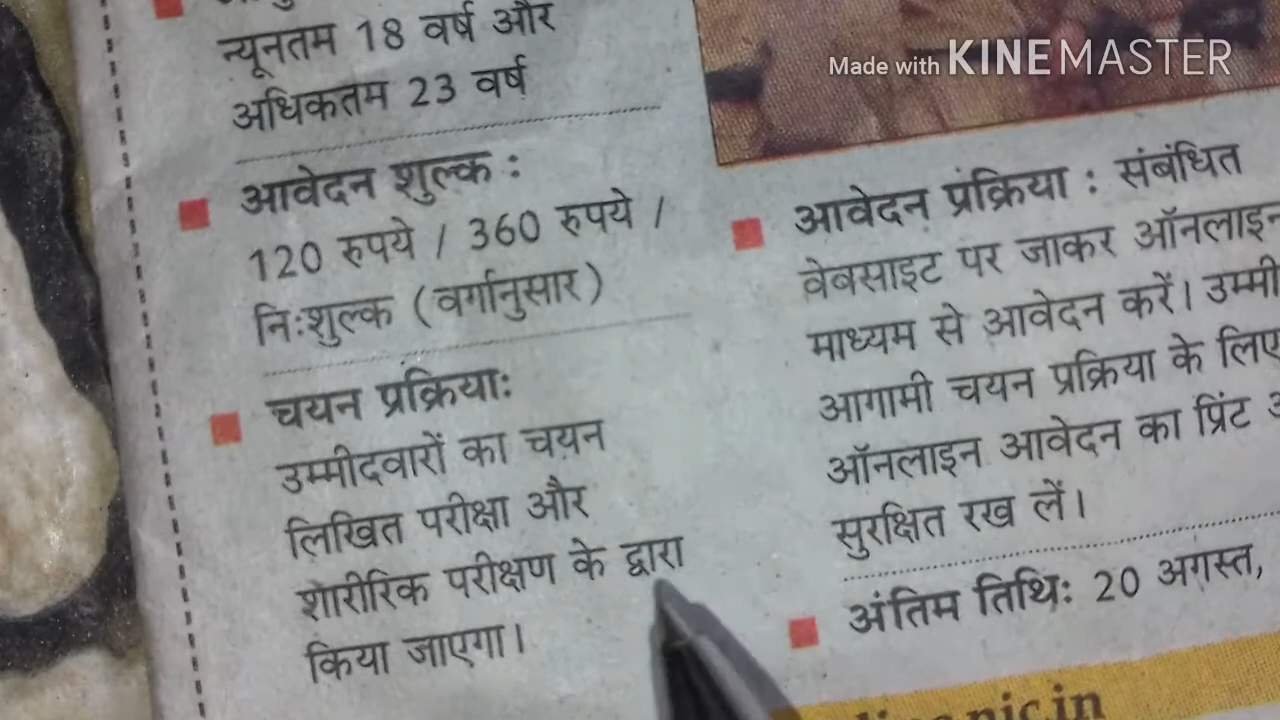 Made with KINEMASTER
न्यूनतम 18 वर्ष और
अधिकतम 23 वर्ष
आवेदन शुल्क :
120 रुपये / 360 रुपये /
निःशुल्क (वर्गानुसार)
चयन प्रक्रियाः
उम्मीदवारों का चयन
लिखित परीक्षा और
शारीरिक परीक्षण के द्वारा
किया जाएगा।
आवेदन प्रंक्रिया : संबंधित
वेबसाइट पर जाकर ऑनलाइन
माध्यम से आवेदन करें। उम्मी
आगामी चयन प्रक्रिया के लिए
ऑनलाइन आवेदन का प्रिंट
सुरक्षित रख लें।
अंतिम तिथिः 20 अगस्त,
nic.in